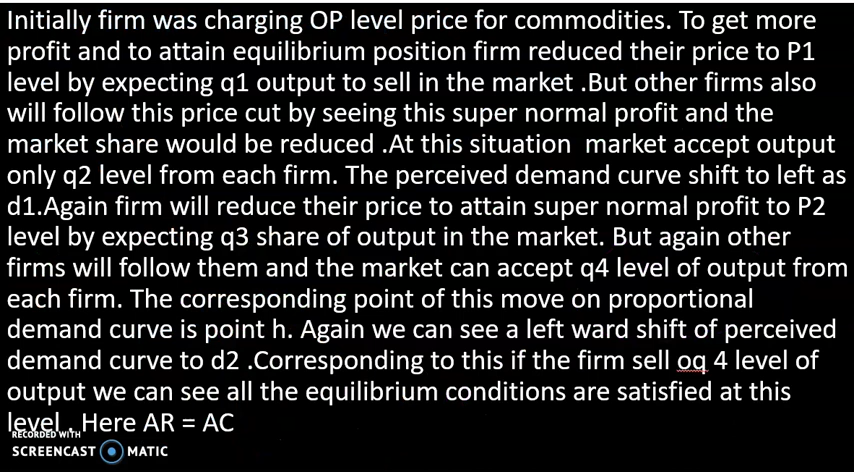 Initially firm was charging OP level price for commodities. To get more
profit and to attain equilibrium position firm reduced their price to P1
level by expecting q1 output to sell in the market .But other firms also
will follow this price cut by seeing this super normal profit and the
market share would be reduced .At this situation  market accept output
only q2 level from each firm. The perceived demand curve shift to left as
d1.Again firm will reduce their price to attain super normal profit to P2
level by expecting q3 share of output in the market. But again other
firms will follow them and the market can accept q4 level of output from
each firm. The corresponding point of this move on proportional
demand curve is point h. Again we can see a left ward shift of perceived
demand curve to d2 .Corresponding to this if the firm sell oq 4 level of
output we can see all the equilibrium conditions are satisfied at this
level . Here AR = AC
RECORDED WITH
SCREENCAST MATIC